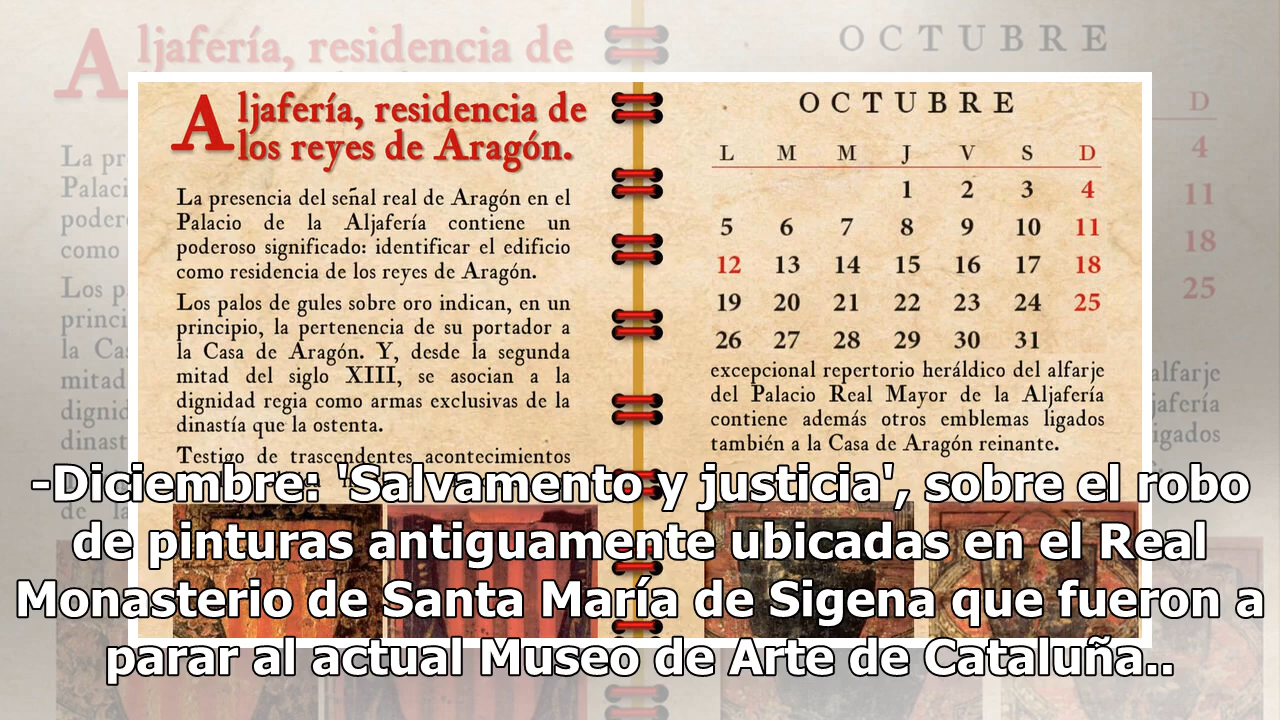 Aljafería, residencia de
los reyes de Aragón.
La presencia del señal real de Aragón en el
Palacio de la Aljafería contiene un
poderoso significado: identificar el edificio
como residencia de los reyes de Aragón.
Los palos de gules sobre oro indican, en un
principio, la pertenencia de su portador a
la Casa de Aragón. Y, desde la segunda
mitad del siglo XIII, se asocian a la
dignidad regia como armas exclusivas de la
dinastía que la ostenta.
Testigo de trascendentes acontecimientos
OCTUBRE
L M M J V S D
1 2 3 4
5 6 7 8 9 10 11
12 13 14 15 16 17 18
19 20 21 22 23 24 25
26 27 28 29 30 31
excepcional repertorio heráldico del alfarje
del Palacio Real Mayor de la Aljafería
contiene además otros emblemas ligados
también a la Casa de Aragón reinante.
-Diciembre: 'Salvamento y justicia', sobre el robo
de pinturas antiguamente ubicadas en el Real
Monasterio de Santa María de Sigena que fueron a
parar al actual Museo de Arte de Cataluña..